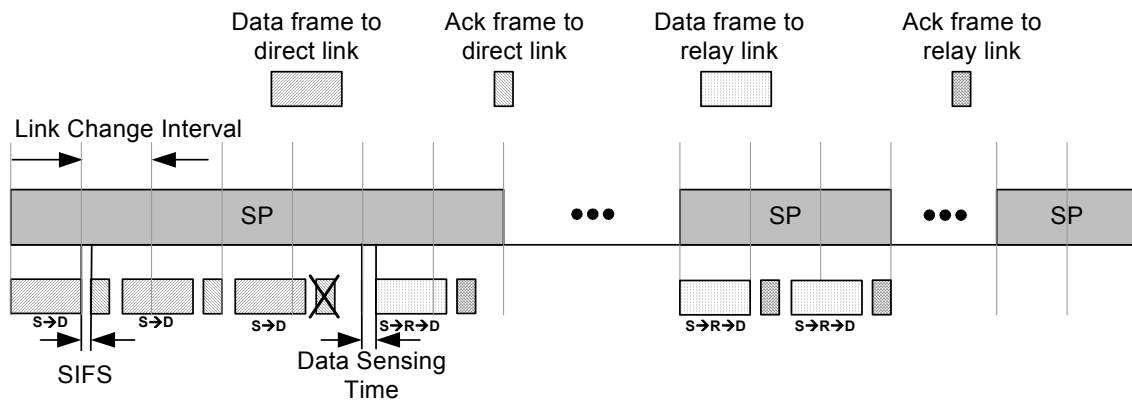 Data frame to
direct link
Ack frame to
direct link
Data frame to
relay link
Ack frame to
relay link
Link Change Interval
SP
●●●
SP
●●●
SP
S→D
S→D
S→D
S→R→D
S→R→D
S→R→D
SIFS
Data Sensing
Time